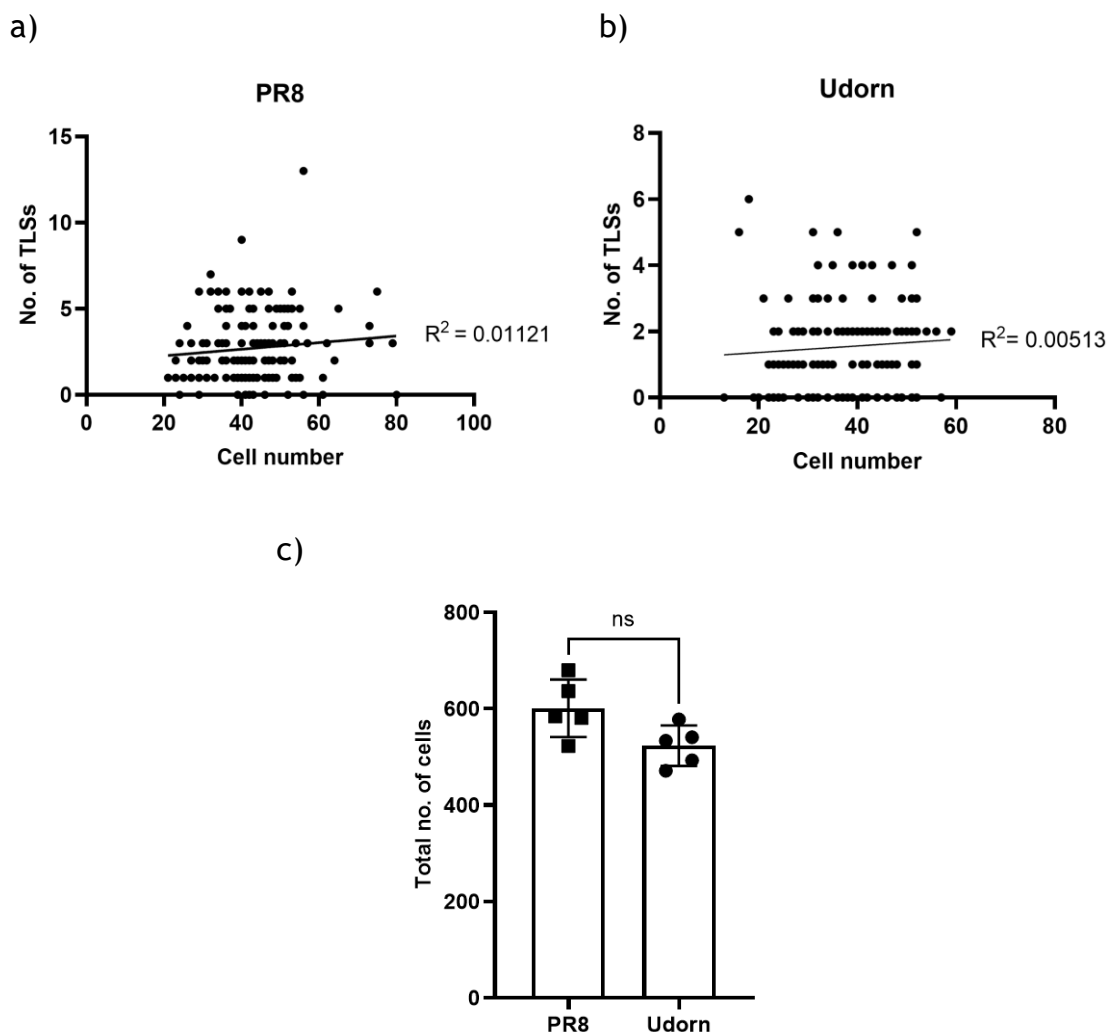 a)
PR8
15
10
5
0
No. of TLSs
0 20 40 60 80 100
Cell number
R² = 0.01121
b)
Udorn
8
6
4
2
0
No. of TLSs
0 20 40 60 80
Cell number
R²= 0.00513
c)
800
600
400
200
0
Total no. of cells
ns
PR8 Udorn